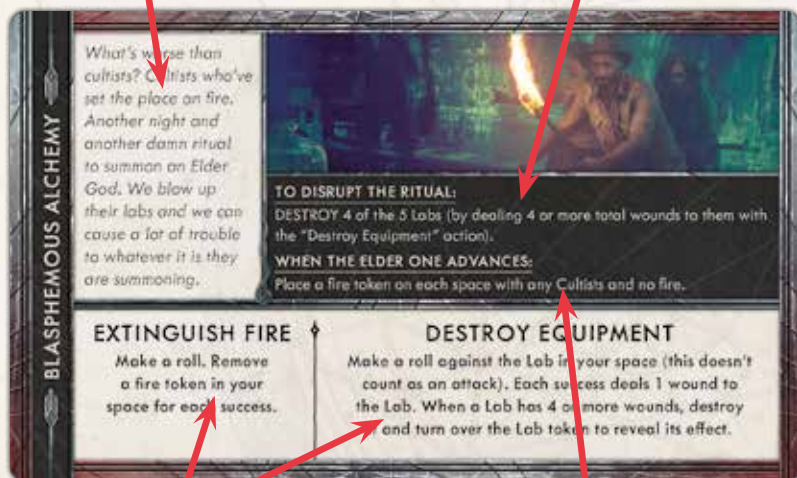 BLASPHEMOUS ALCHEMY
What's worse than
cultists? Cultists who've
set the place on fire.
Another night and
another damn ritual
to summon an Elder
God. We blow up
their labs and we can
cause a lot of trouble
to whatever it is they
are summoning.
TO DISRUPT THE RITUAL:
DESTROY 4 of the 5 Labs (by dealing 4 or more total wounds to them with
the "Destroy Equipment" action).
WHEN THE ELDER ONE ADVANCES:
Place a fire token on each space with any Cultists and no fire.
EXTINGUISH FIRE
Make a roll. Remove
a fire token in your
space for each success.
DESTROY EQUIPMENT
Make a roll against the Lab in your space (this doesn't
count as an attack). Each success deals 1 wound to
the Lab. When a Lab has 4 or more wounds, destroy
and turn over the Lab token to reveal its effect.